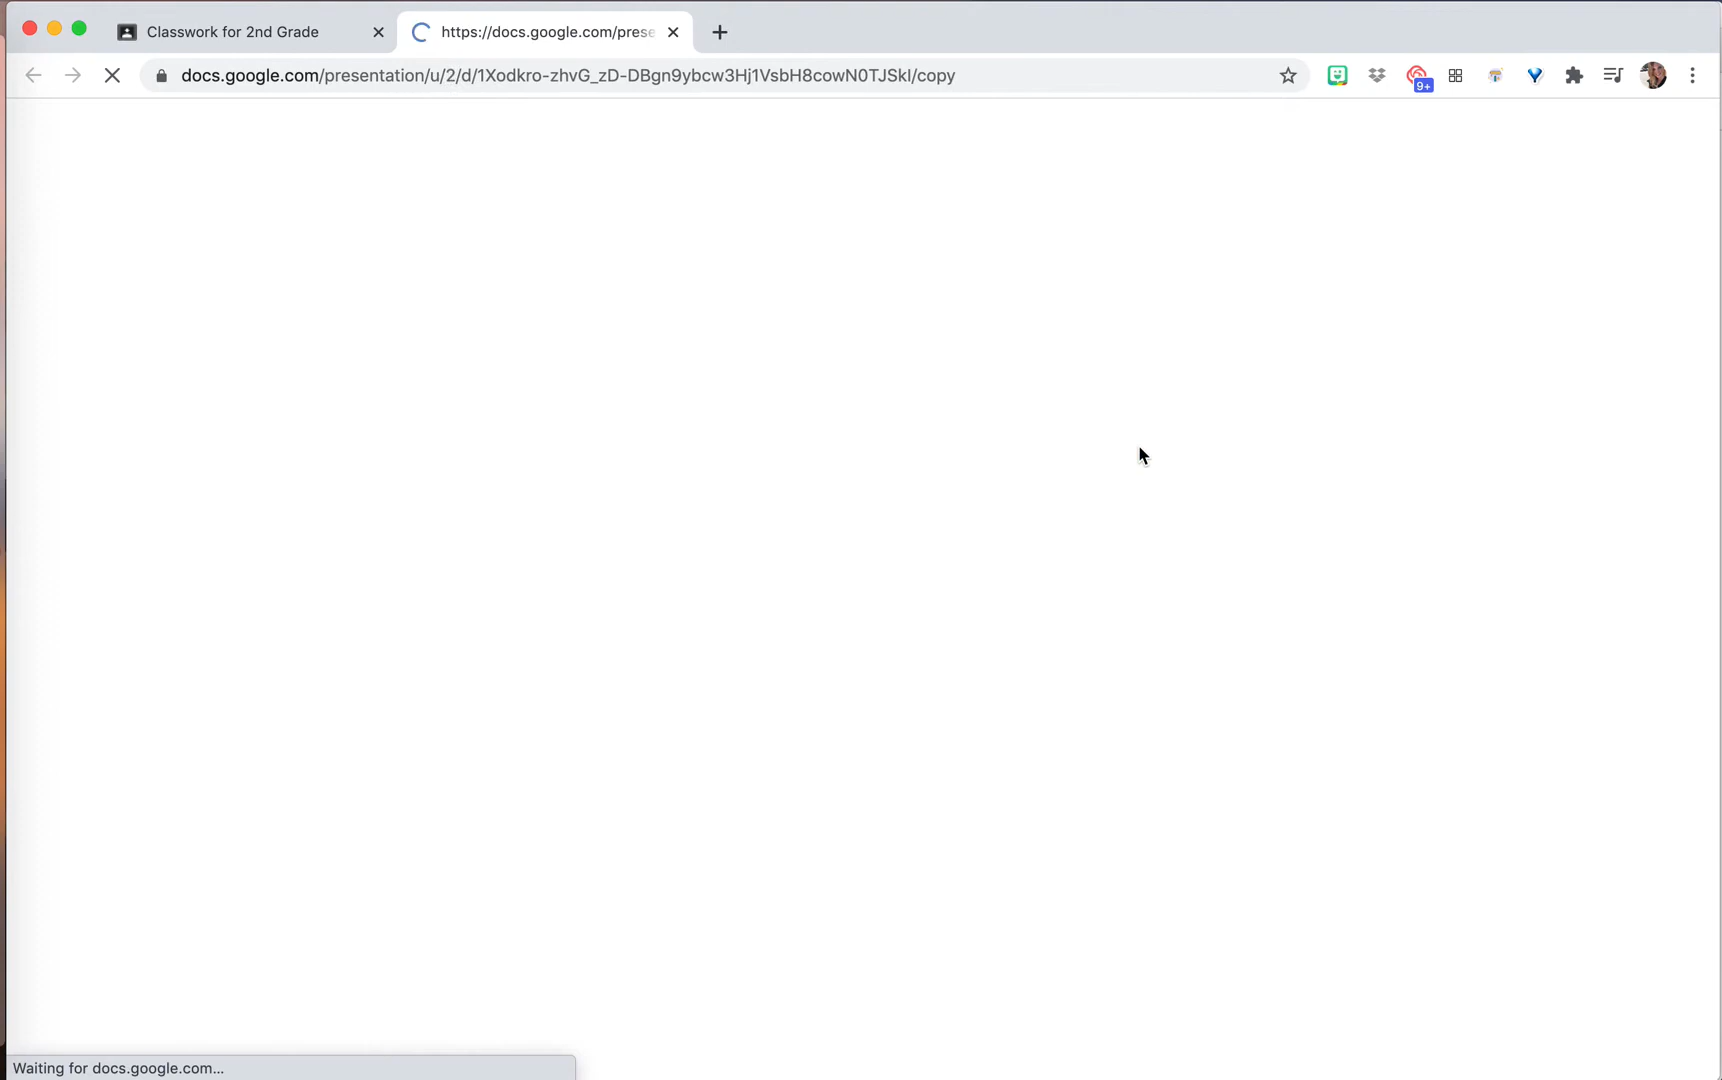 Classwork for 2nd Grade
https://docs.google.com/prese
docs.google.com/presentation/u/2/d/1Xodkro-zhvG_zD-DBgn9ybcw3Hj1VsbH8cowN0TJSkI/copy
9+
Waiting for docs.google.com...